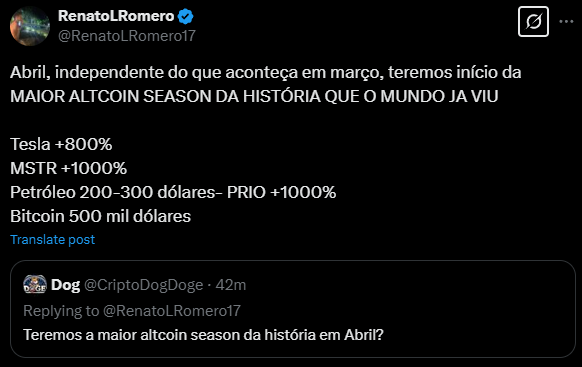 RenatoLRomero
@RenatoLRomero17
Abril, independente do que aconteça em março, teremos início da
MAIOR ALTCOIN SEASON DA HISTÓRIA QUE O MUNDO JA VIU
Tesla +800%
MSTR +1000%
Petróleo 200-300 dólares- PRIO +1000%
Bitcoin 500 mil dólares
Translate post
Dog @CriptoDogDoge · 42m
Replying to @RenatoLRomero17
Teremos a maior altcoin season da história em Abril?